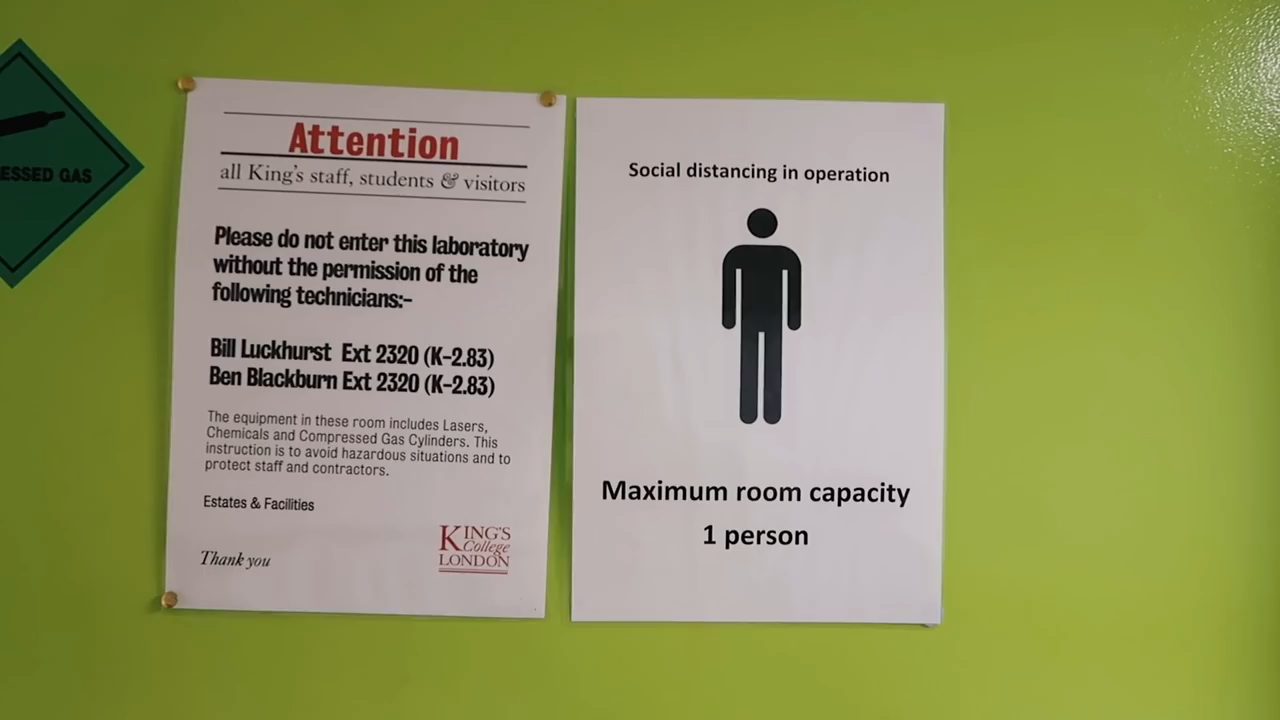 ESSED GAS
Attention
all King's staff, students & visitors
Please do not enter this laboratory
without the permission of the
following technicians:-
Bill Luckhurst Ext 2320 (K-2.83)
Ben Blackburn Ext 2320 (K-2.83)
The equipment in these room includes Lasers,
Chemicals and Compressed Gas Cylinders. This
instruction is to avoid hazardous situations and to
protect staff and contractors.
Estates & Facilities
Thank you
KING'S
College
LONDON
Social distancing in operation
Maximum room capacity
1 person